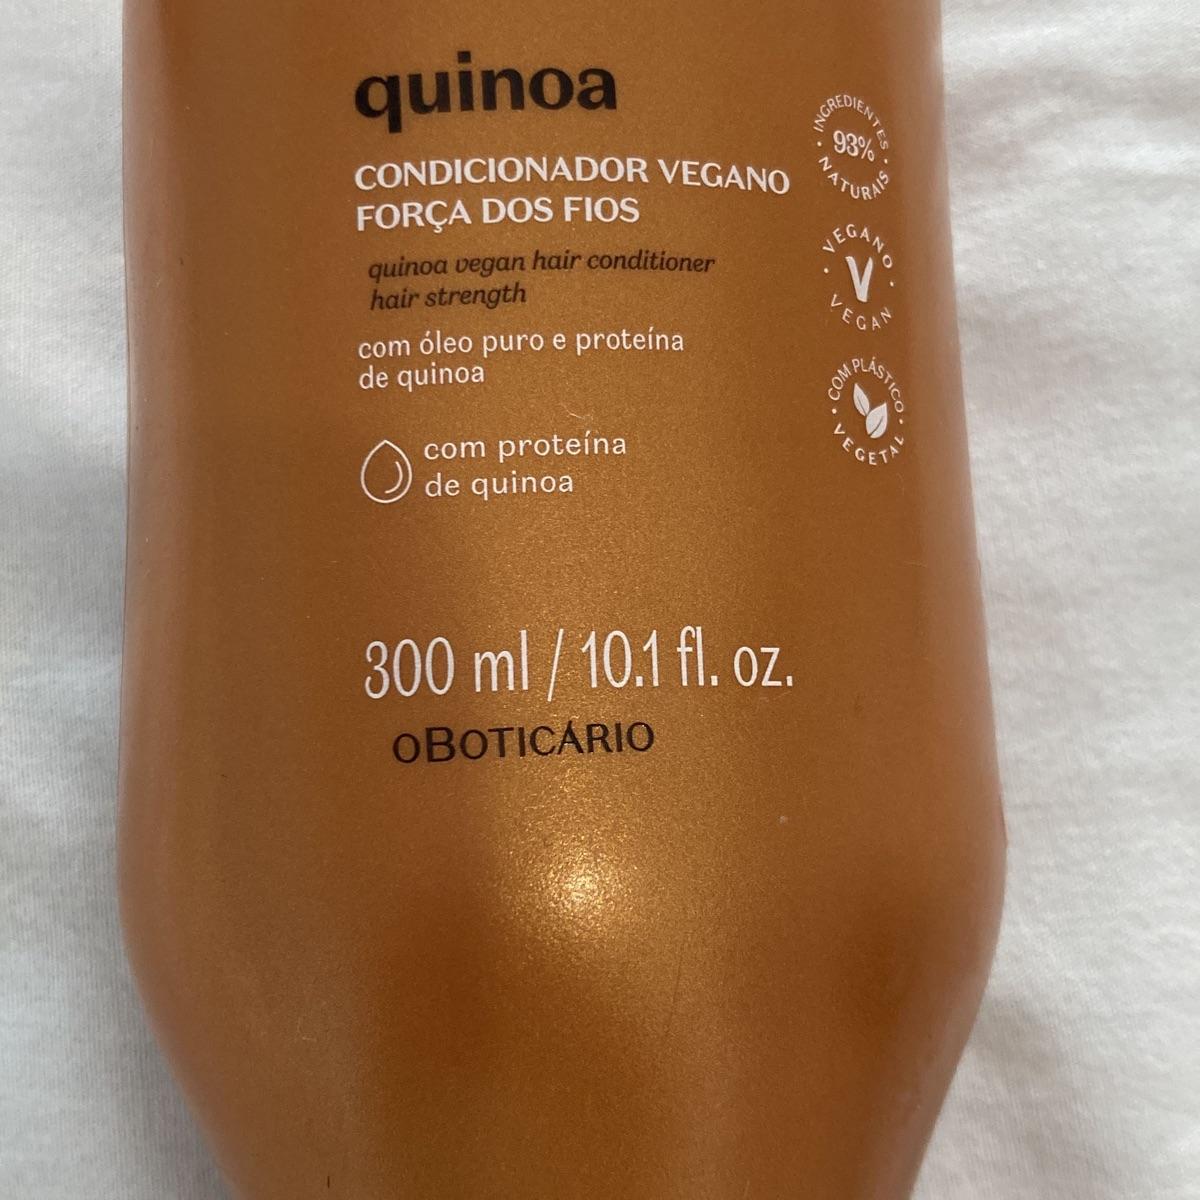 quinoa
CONDICIONADOR VEGANO
FORÇA DOS FIOS
quinoa vegan hair conditioner
hair strength
com óleo puro e proteína
de quinoa
com proteína
de quinoa
300 ml / 10.1 fl. oz.
oBOTICÁRIO
INGREDIENTES
93%
NATURAIS
VEGANO
V
VEGAN
COM PLÁSTICO
VEGETAL